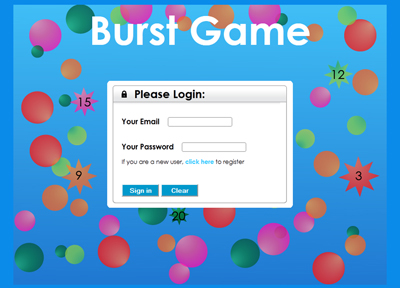 Burst Game
12
15
Please Login:
Your Email
Your Password
If you are a new user, click here to register
9
3
Sign in Clear
20